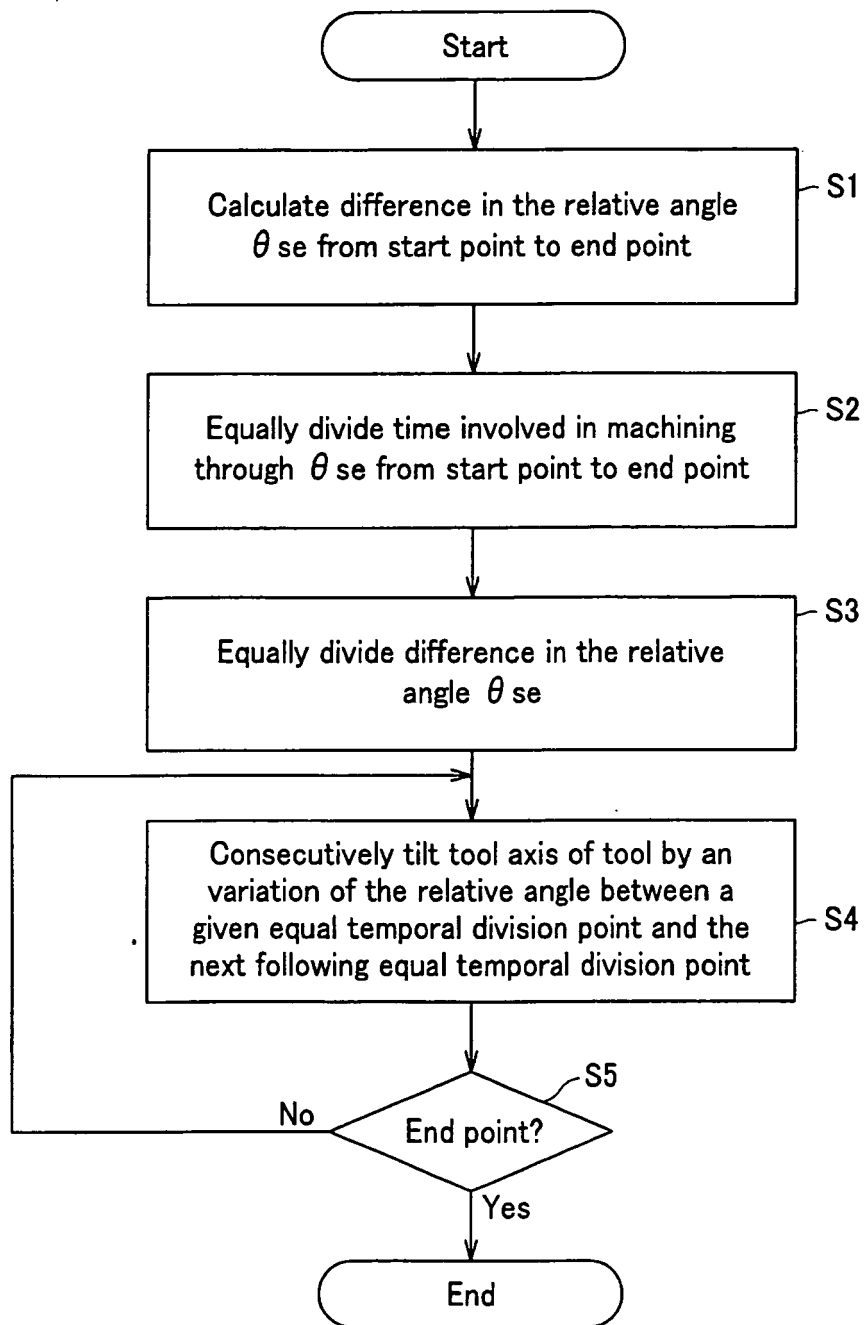 Start
S1
Calculate difference in the relative angle
θ se from start point to end point
S2
Equally divide time involved in machining
through θ se from start point to end point
S3
Equally divide difference in the relative
angle θ se
Consecutively tilt tool axis of tool by an
variation of the relative angle between a
given equal temporal division point and the
next following equal temporal division point
S4
S5
No
End point?
Yes
End